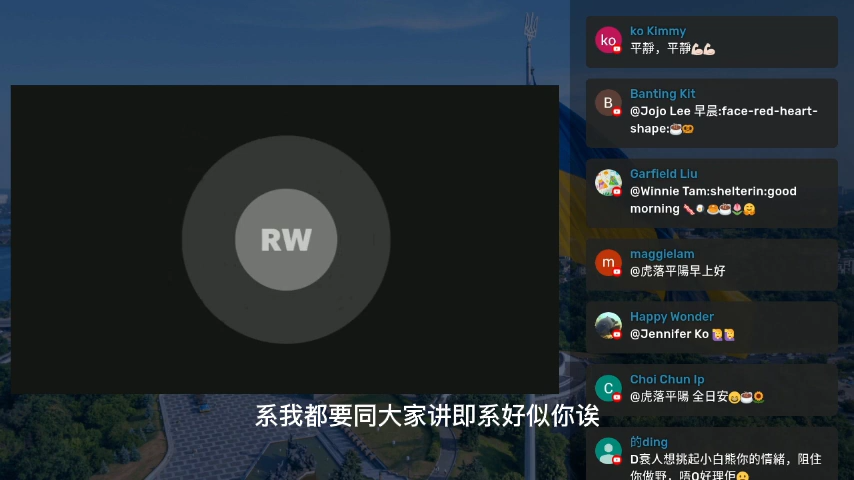 RW
系我都要同大家讲即系好似你诶
ko
ko Kimmy
平靜，平靜💪🏻💪🏻
B
Banting Kit
@Jojo Lee 早晨:face-red-heart-
shape:☕🎃
Garfield Liu
@Winnie Tam:shelterin:good
morning
m
maggielam
@虎落平陽早上好
Happy Wonder
@Jennifer Ko 🙋‍♀️🙋‍♀️
C
Choi Chun Ip
@虎落平陽 全日安😄☕🌻
的ding
D衰人想挑起小白熊你的情緒，阻住
你做野，唔O好理佢